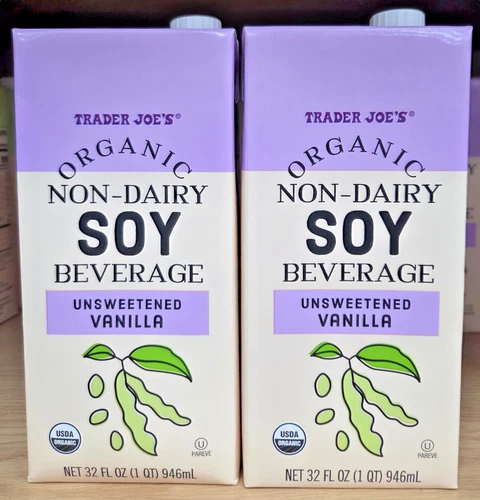 TRADER JOE'S®
ORGANIC
NON-DAIRY
SOY
BEVERAGE
UNSWEETENED
VANILLA
USDA
ORGANIC
U
PAREVE
NET 32 FL OZ (1 QT) 946mL
TRADER JOE'S®
ORGANIC
NON-DAIRY
SOY
BEVERAGE
UNSWEETENED
VANILLA
USDA
ORGANIC
U
PAREVE
NET 32 FL OZ (1 QT) 946mL